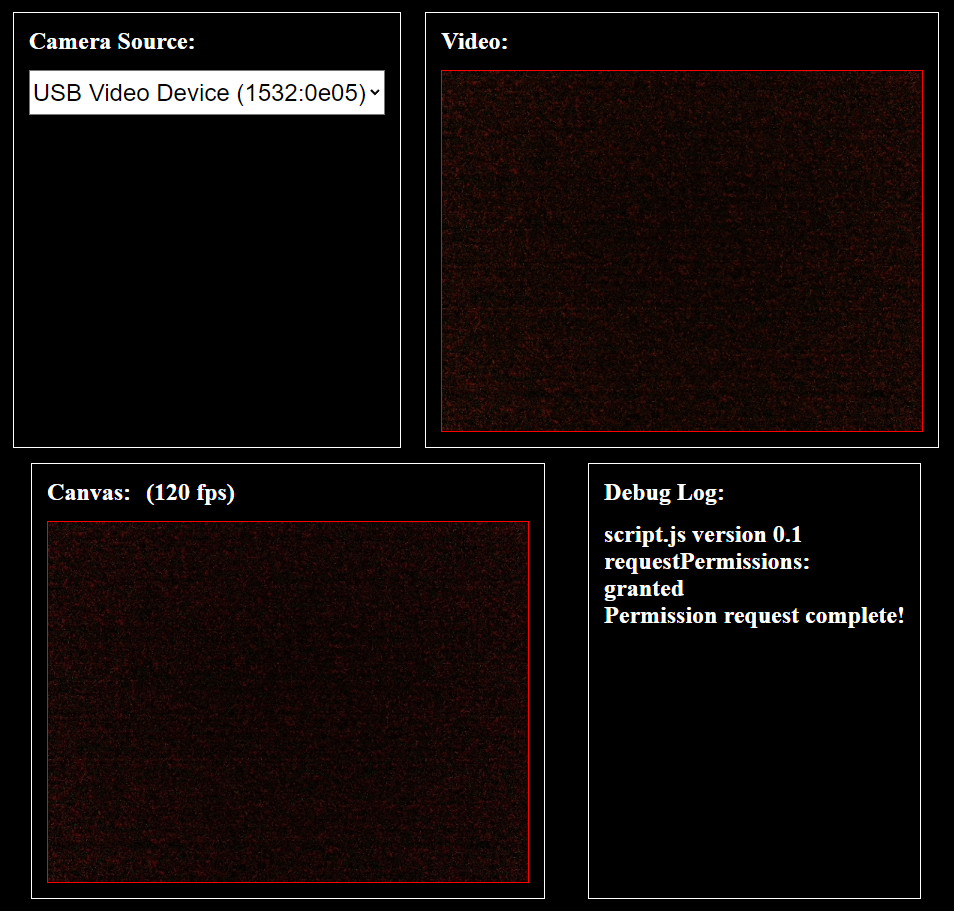 Camera Source:
USB Video Device (1532:0e05)
Video:
Canvas: (120 fps)
Debug Log:
script.js version 0.1
requestPermissions:
granted
Permission request complete!